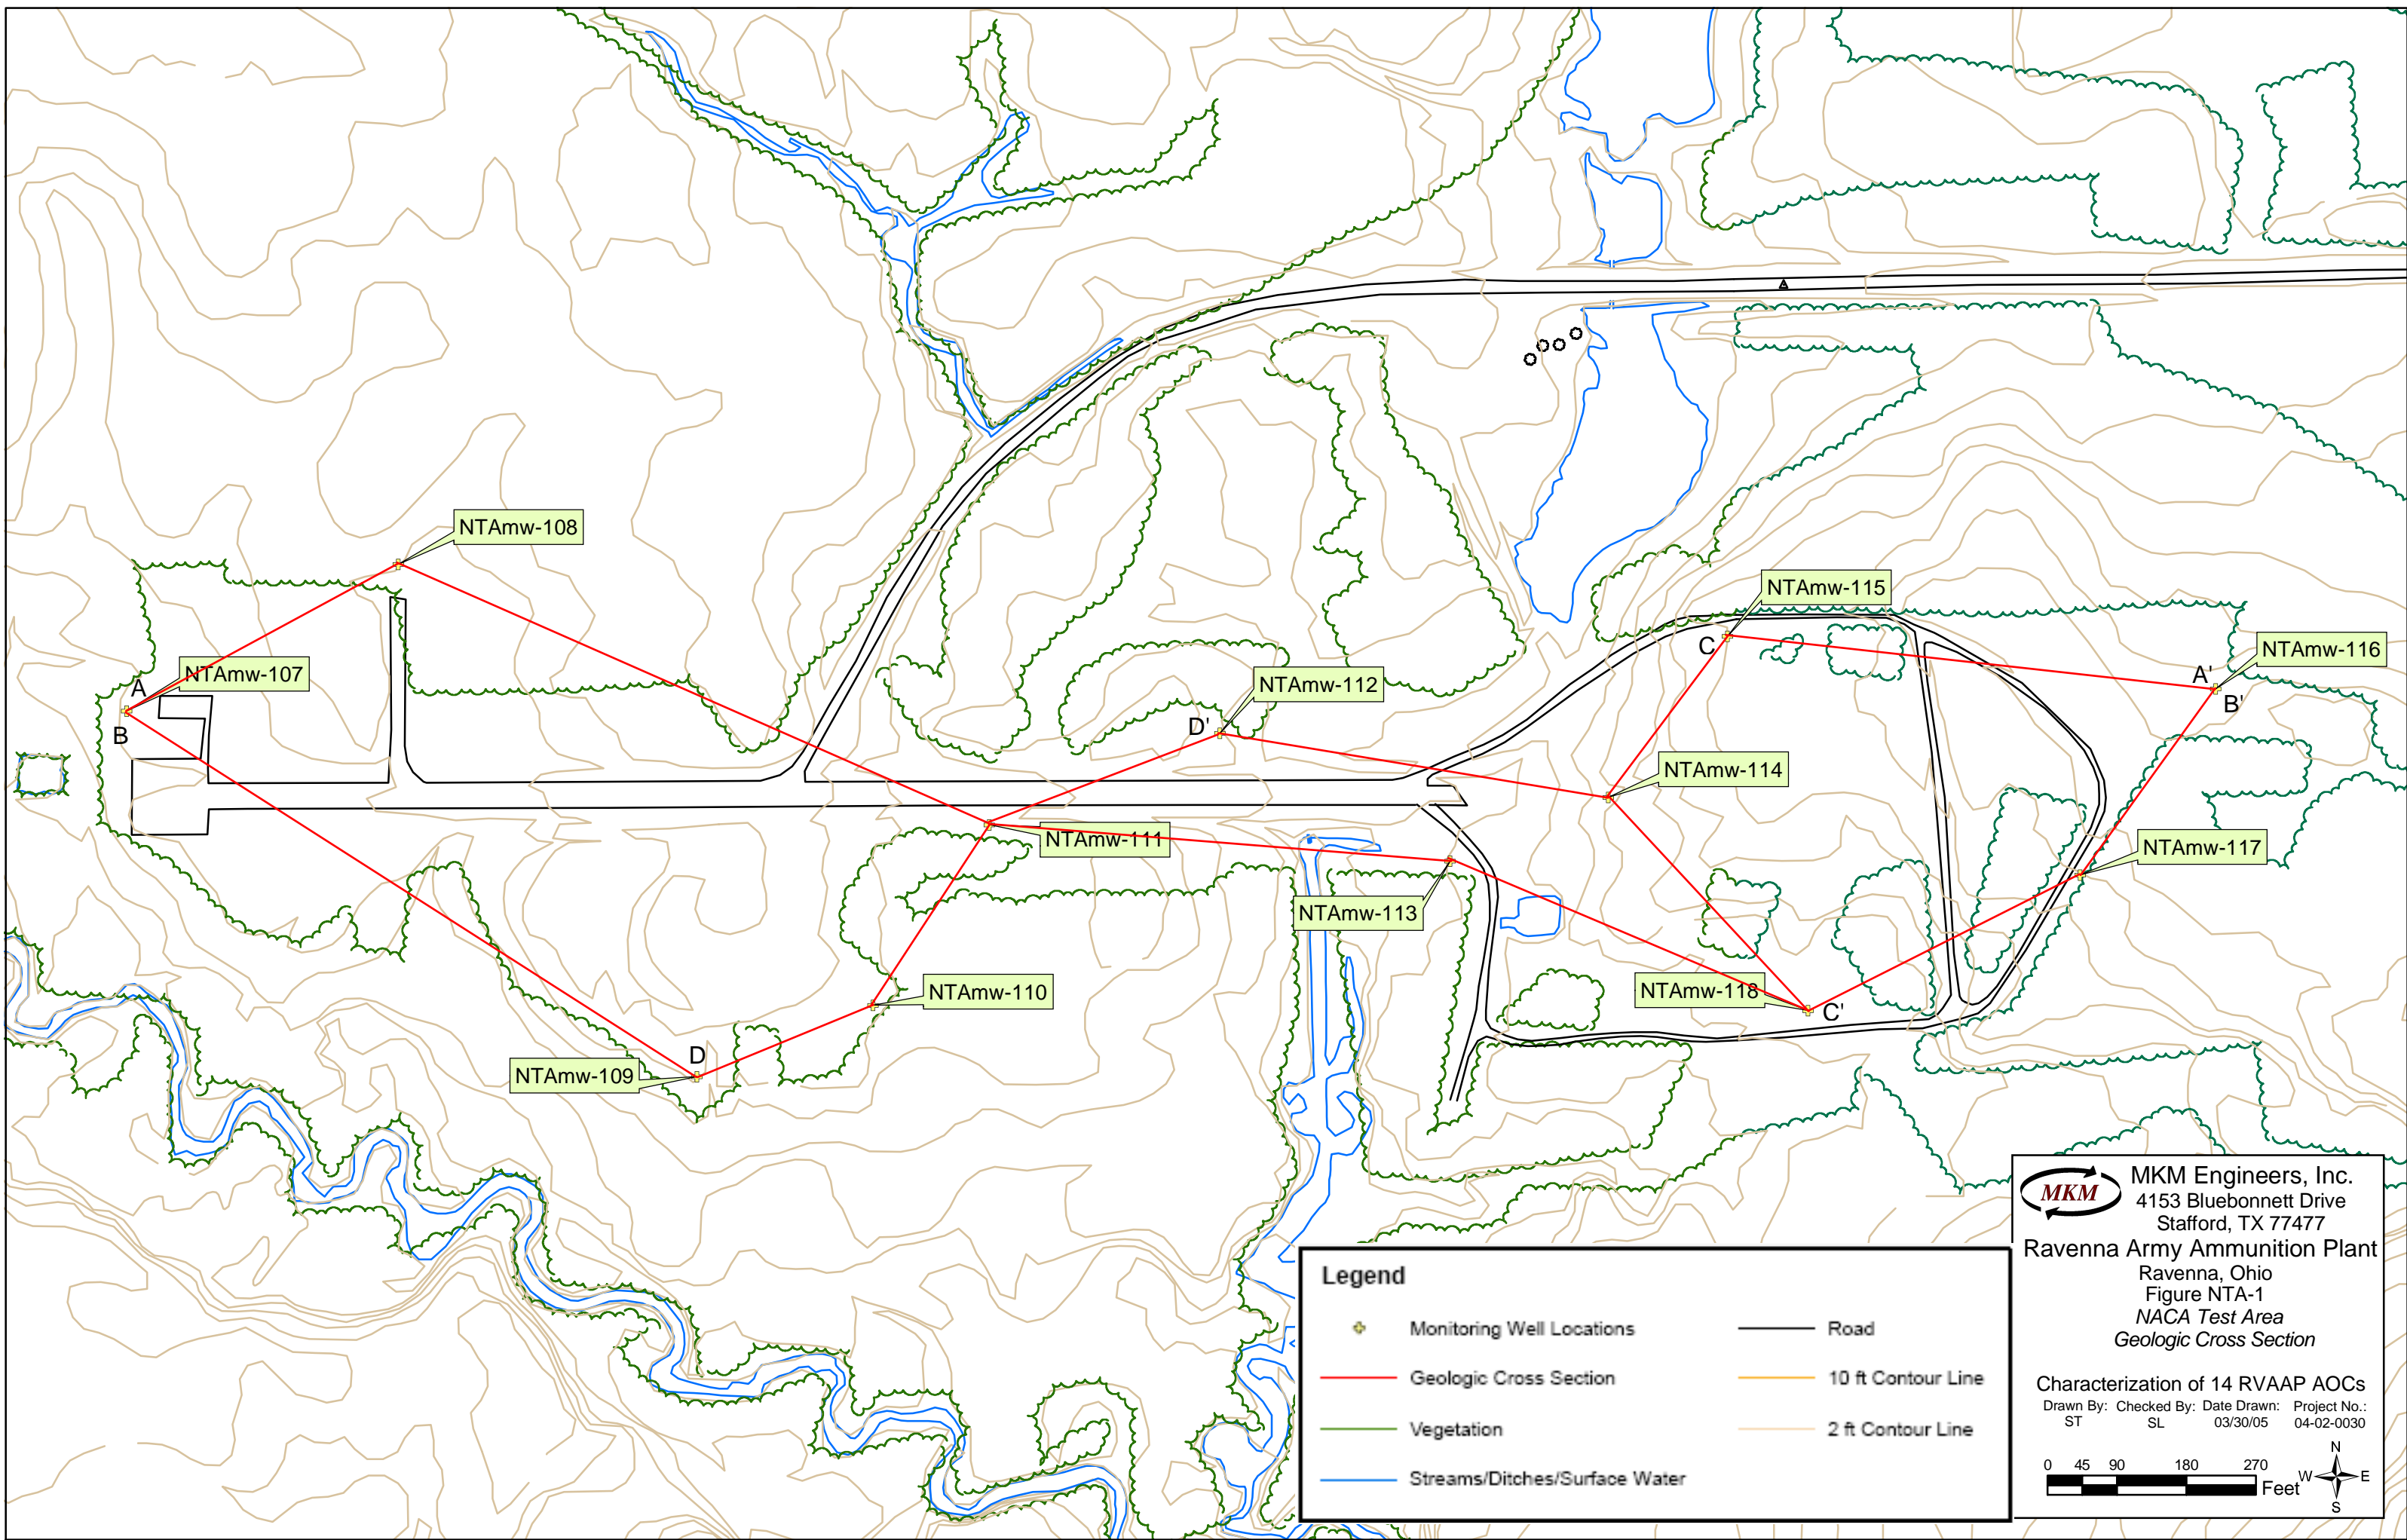 NTAmw-108
NTAmw-115
NTAmw-116
C
A'
B'
NTAmw-107
A
B
NTAmw-112
D'
NTAmw-114
NTAmw-111
NTAmw-117
NTAmw-113
NTAmw-110
NTAmw-118
C'
D
NTAmw-109
Legend
Monitoring Well Locations
Road
Geologic Cross Section
10 ft Contour Line
Vegetation
2 ft Contour Line
Streams/Ditches/Surface Water
MKM
MKM Engineers, Inc.
4153 Bluebonnett Drive
Stafford, TX 77477
Ravenna Army Ammunition Plant
Ravenna, Ohio
Figure NTA-1
NACA Test Area
Geologic Cross Section
Characterization of 14 RVAAP AOCs
Drawn By: Checked By: Date Drawn: Project No.:
ST SL 03/30/05 04-02-0030
0 45 90 180 270
Feet
N
W E
S